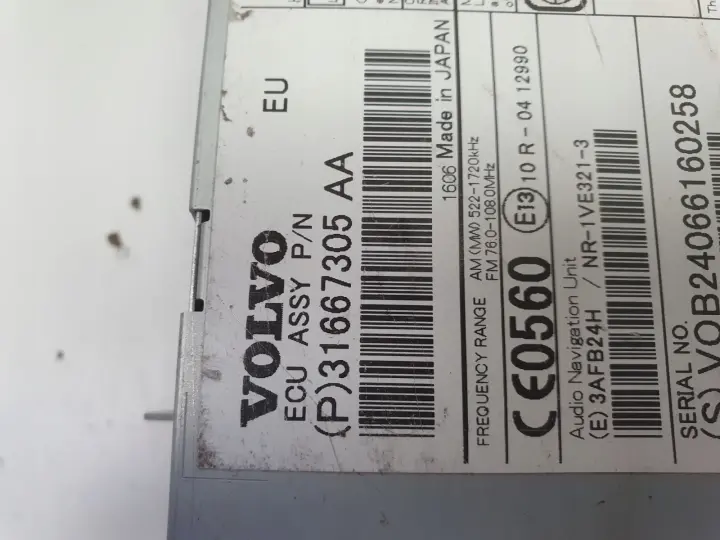 EU
VOLVO
ECU ASSY P/N
(P)31667305 AA
1606 Made in JAPAN
FREQUENCY RANGE
AM (MW) 522-1720kHz
FM 76.0-108.0MHz
CE0560 E13 10 R - 04 12990
Audio Navigation Unit
(E) 3AFB24H / NR-1VE321-3
SERIAL NO.
(S) VOB24066160258